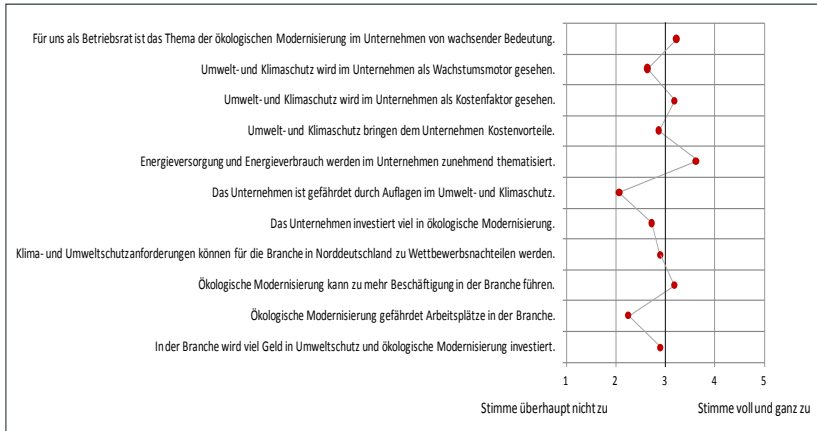 Für uns als Betriebsrat ist das Thema der ökologischen Modernisierung im Unternehmen von wachsender Bedeutung.
Umwelt- und Klimaschutz wird im Unternehmen als Wachstumsmotor gesehen.
Umwelt- und Klimaschutz wird im Unternehmen als Kostenfaktor gesehen.
Umwelt- und Klimaschutz bringen dem Unternehmen Kostenvorteile.
Energieversorgung und Energieverbrauch werden im Unternehmen zunehmend thematisiert.
Das Unternehmen ist gefährdet durch Auflagen im Umwelt- und Klimaschutz.
Das Unternehmen investiert viel in ökologische Modernisierung.
Klima- und Umweltschutzanforderungen können für die Branche in Norddeutschland zu Wettbewerbsnachteilen werden.
Ökologische Modernisierung kann zu mehr Beschäftigung in der Branche führen.
Ökologische Modernisierung gefährdet Arbeitsplätze in der Branche.
In der Branche wird viel Geld in Umweltschutz und ökologische Modernisierung investiert.
1 2 3 4 5
Stimme überhaupt nicht zu Stimme voll und ganz zu